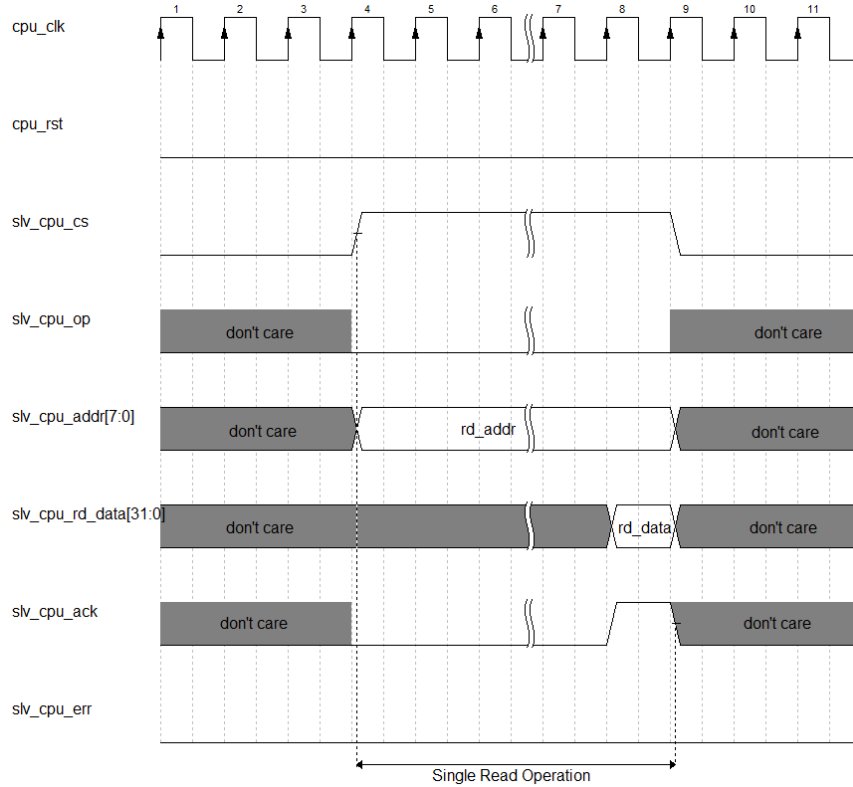 1 2 3 4 5 6 7 8 9 10 11
cpu_clk
cpu_rst
slv_cpu_cs
slv_cpu_op
don't care don't care
slv_cpu_addr[7:0]
don't care rd_addr don't care
slv_cpu_rd_data[31:0]
don't care rd_data don't care
slv_cpu_ack
don't care don't care
slv_cpu_err
Single Read Operation